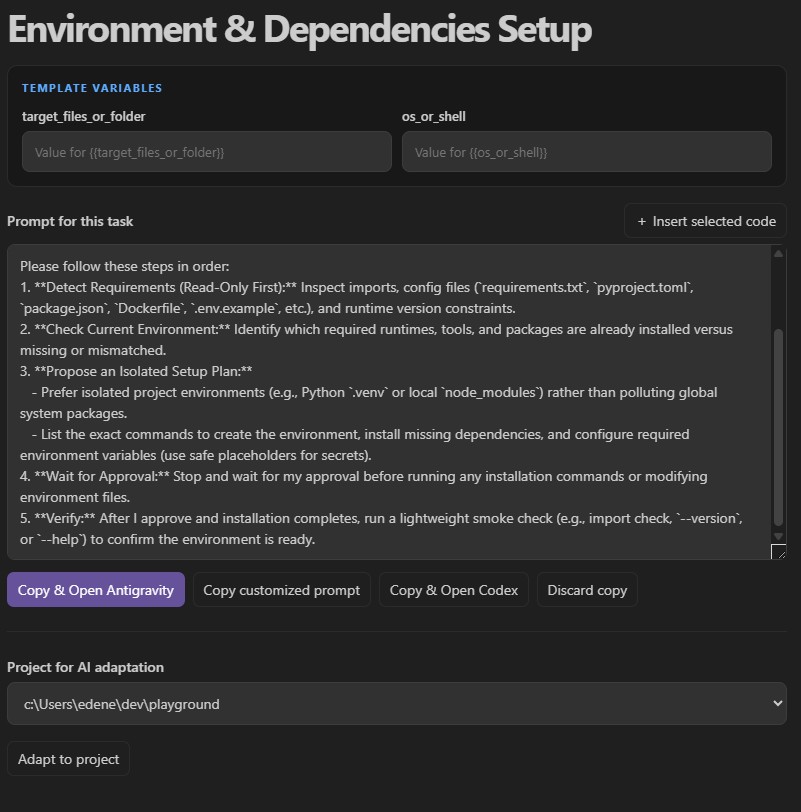 Environment & Dependencies Setup
TEMPLATE VARIABLES
target_files_or_folder
os_or_shell
Value for {{target_files_or_folder}}
Value for {{os_or_shell}}
Prompt for this task
+ Insert selected code
Please follow these steps in order:
1. **Detect Requirements (Read-Only First):** Inspect imports, config files (`requirements.txt`, `pyproject.toml`,
`package.json`, `Dockerfile`, `.env.example`, etc.), and runtime version constraints.
2. **Check Current Environment:** Identify which required runtimes, tools, and packages are already installed versus
missing or mismatched.
3. **Propose an Isolated Setup Plan:**
- Prefer isolated project environments (e.g., Python `.venv` or local `node_modules`) rather than polluting global
system packages.
- List the exact commands to create the environment, install missing dependencies, and configure required
environment variables (use safe placeholders for secrets).
4. **Wait for Approval:** Stop and wait for my approval before running any installation commands or modifying
environment files.
5. **Verify:** After I approve and installation completes, run a lightweight smoke check (e.g., import check, `--version`,
or `--help`) to confirm the environment is ready.
Copy & Open Antigravity
Copy customized prompt
Copy & Open Codex
Discard copy
Project for AI adaptation
c:\Users\edene\dev\playground
Adapt to project